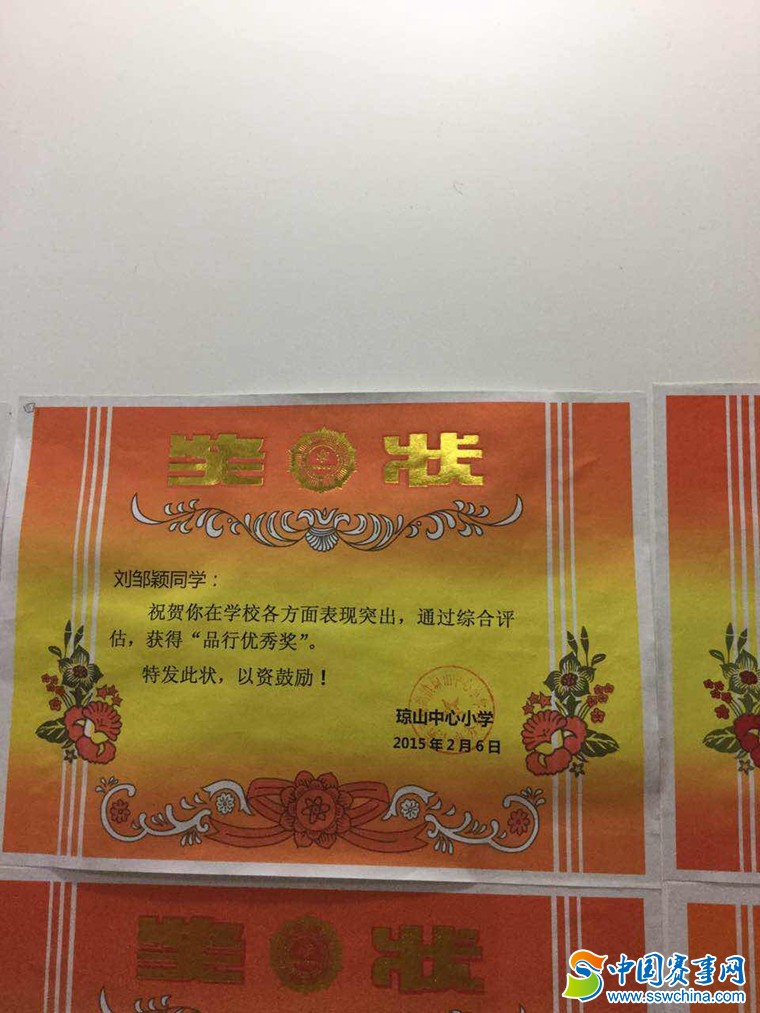 奖 状
刘邹颖同学：
祝贺你在学校各方面表现突出，通过综合评
估，获得“品行优秀奖”。
特发此状，以资鼓励！
琼山中心小学
2015年2月6日
奖 状
中国赛事网
www.sswchina.com